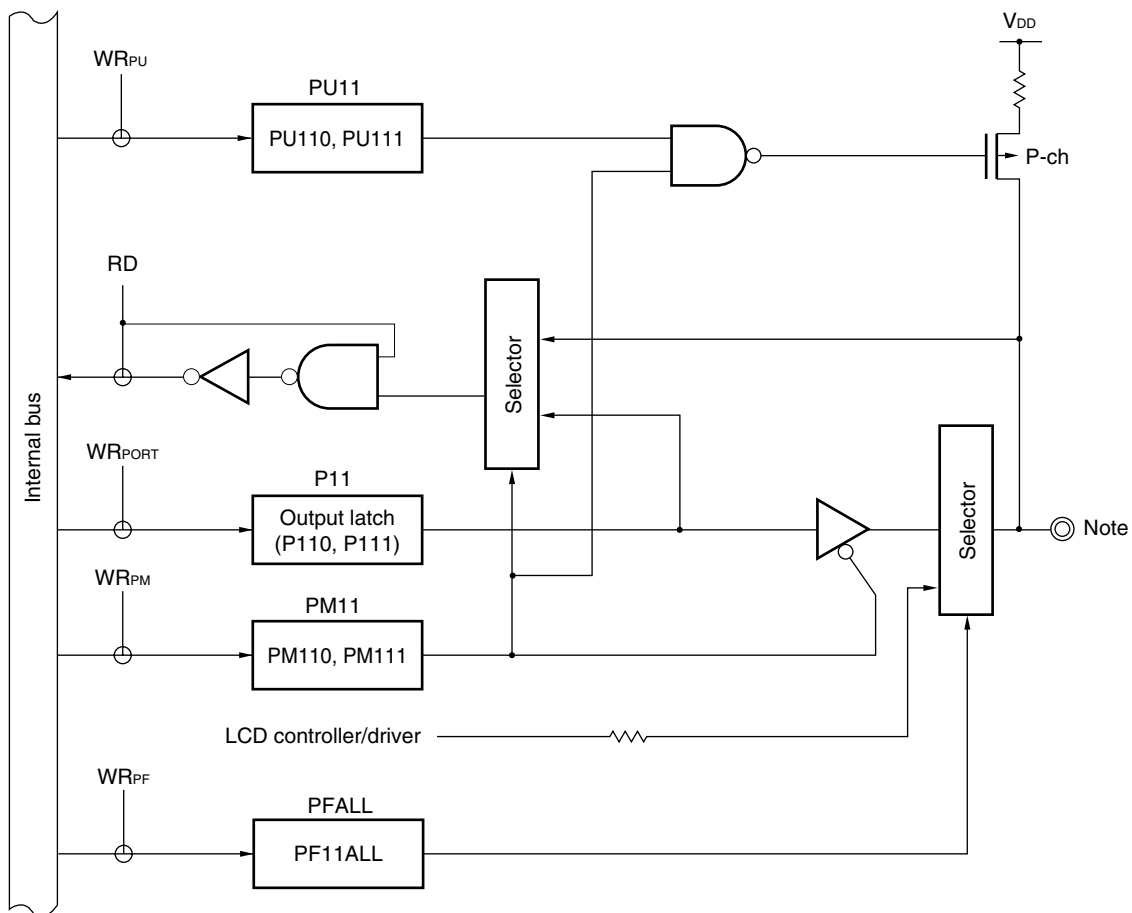 VDD
WRPU
PU11
PU110, PU111
P-ch
RD
Selector
Internal bus
WRPORT
P11
Output latch
(P110, P111)
Selector
Note
WRPM
PM11
PM110, PM111
LCD controller/driver
WRPF
PFALL
PF11ALL